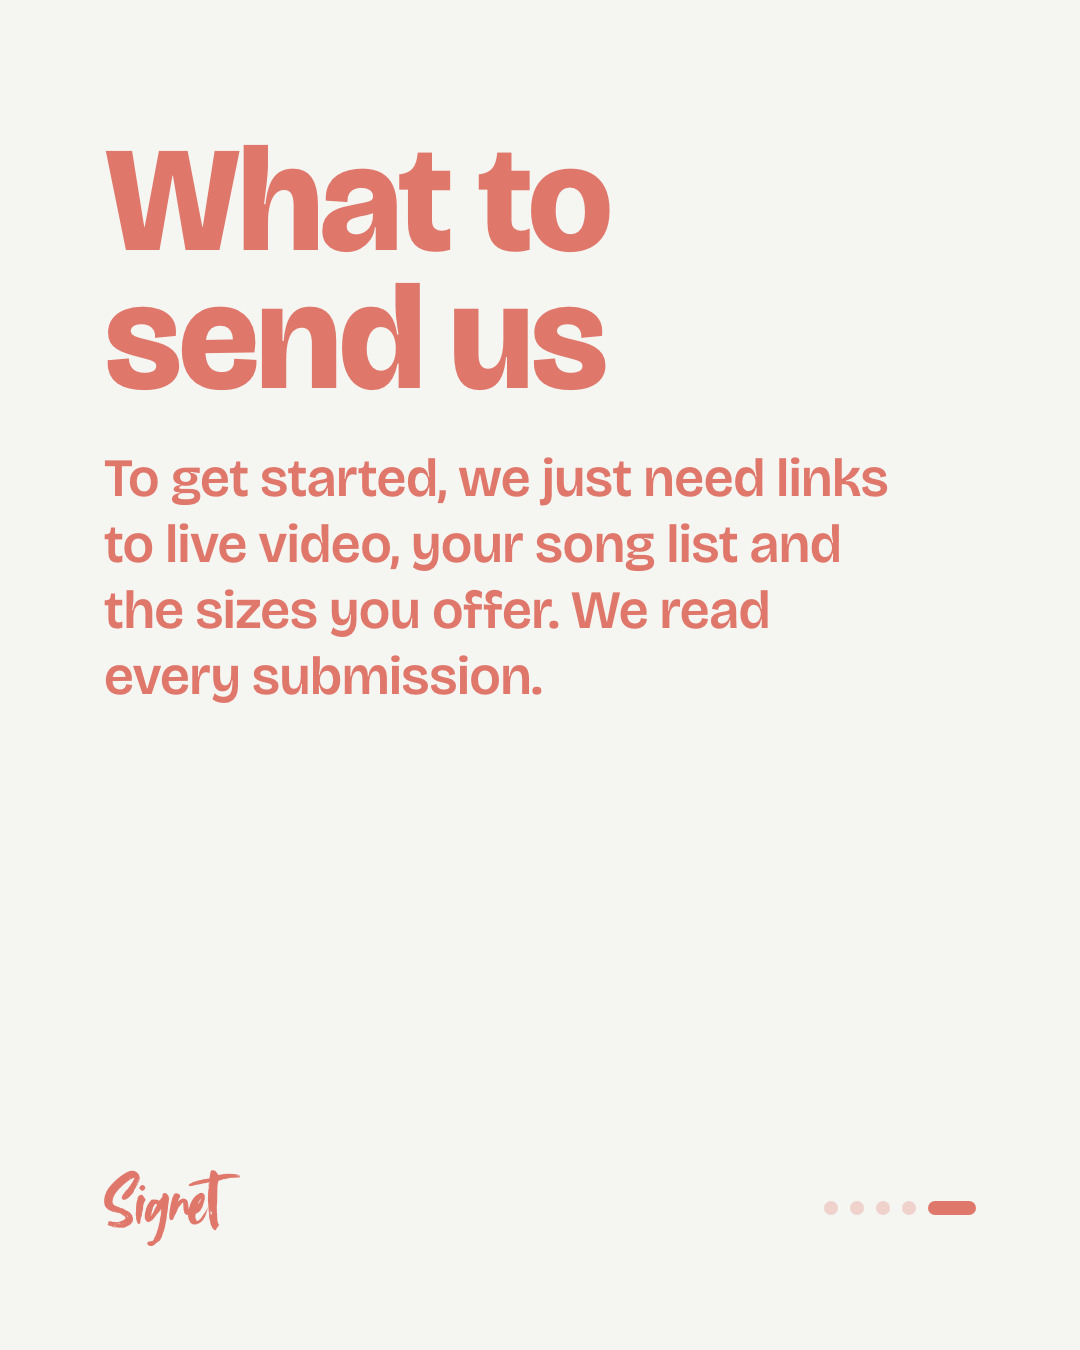 What to
send us
To get started, we just need links
to live video, your song list and
the sizes you offer. We read
every submission.
Signet